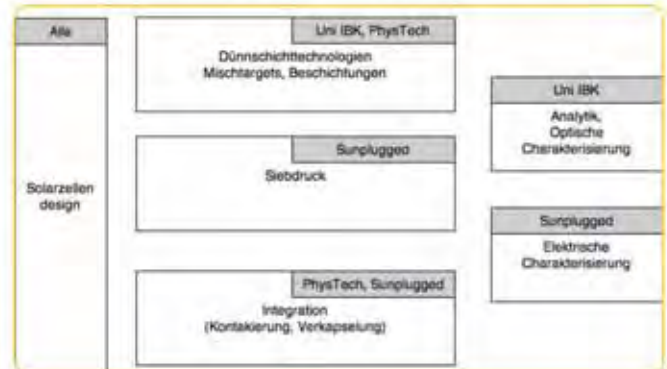 Alle
Solarzellen
design
Uni IBK, PhysTech
Dünnschichttechnologien
Mischtargets, Beschichtungen
Sunplugged
Siebdruck
PhysTech, Sunplugged
Integration
(Kontakierung, Verkapselung)
Uni IBK
Analytik,
Optische
Charakterisierung
Sunplugged
Elektrische
Charakterisierung